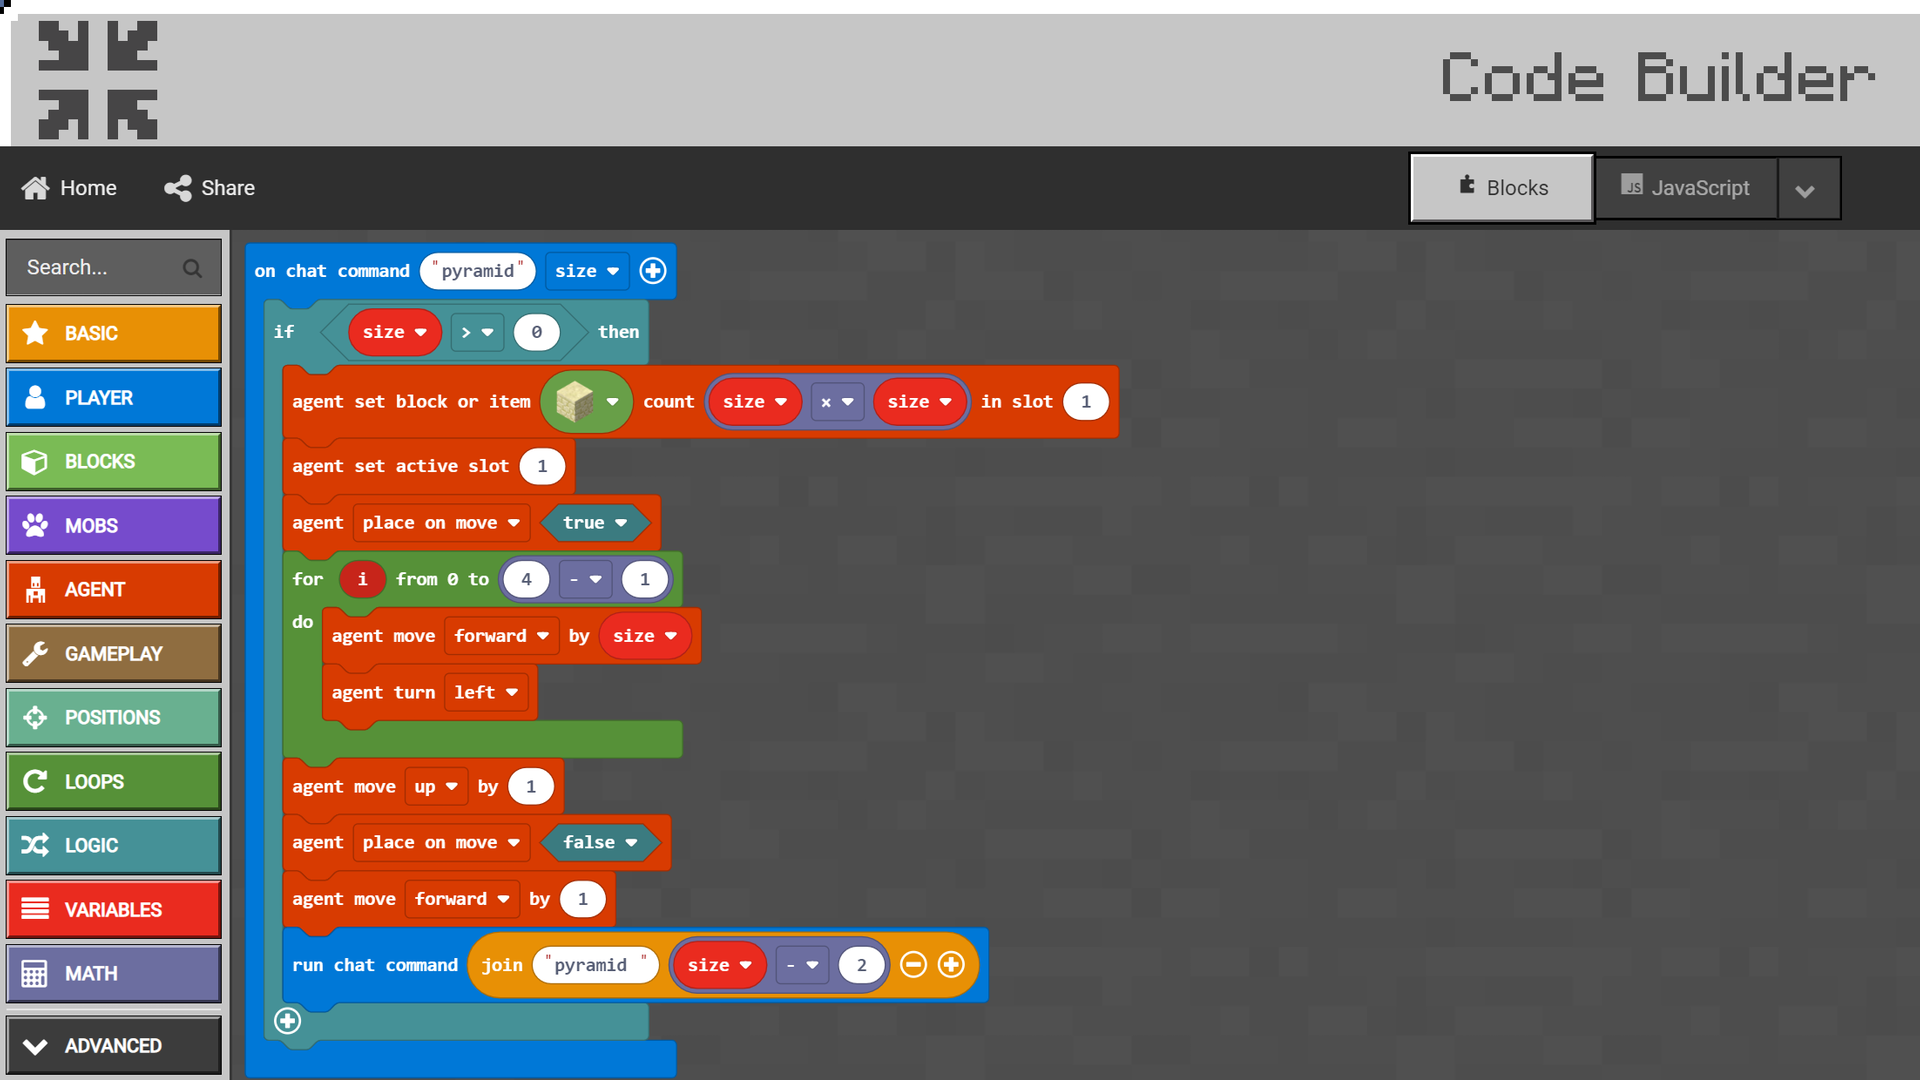 Code Builder
Home Share Blocks JS JavaScript
Search...
BASIC
PLAYER
BLOCKS
MOBS
AGENT
GAMEPLAY
POSITIONS
LOOPS
LOGIC
VARIABLES
MATH
ADVANCED
on chat command "pyramid" size
if size > 0 then
agent set block or item count size × size in slot 1
agent set active slot 1
agent place on move true
for i from 0 to 4 - 1
do
agent move forward by size
agent turn left
agent move up by 1
agent place on move false
agent move forward by 1
run chat command join "pyramid " size - 2